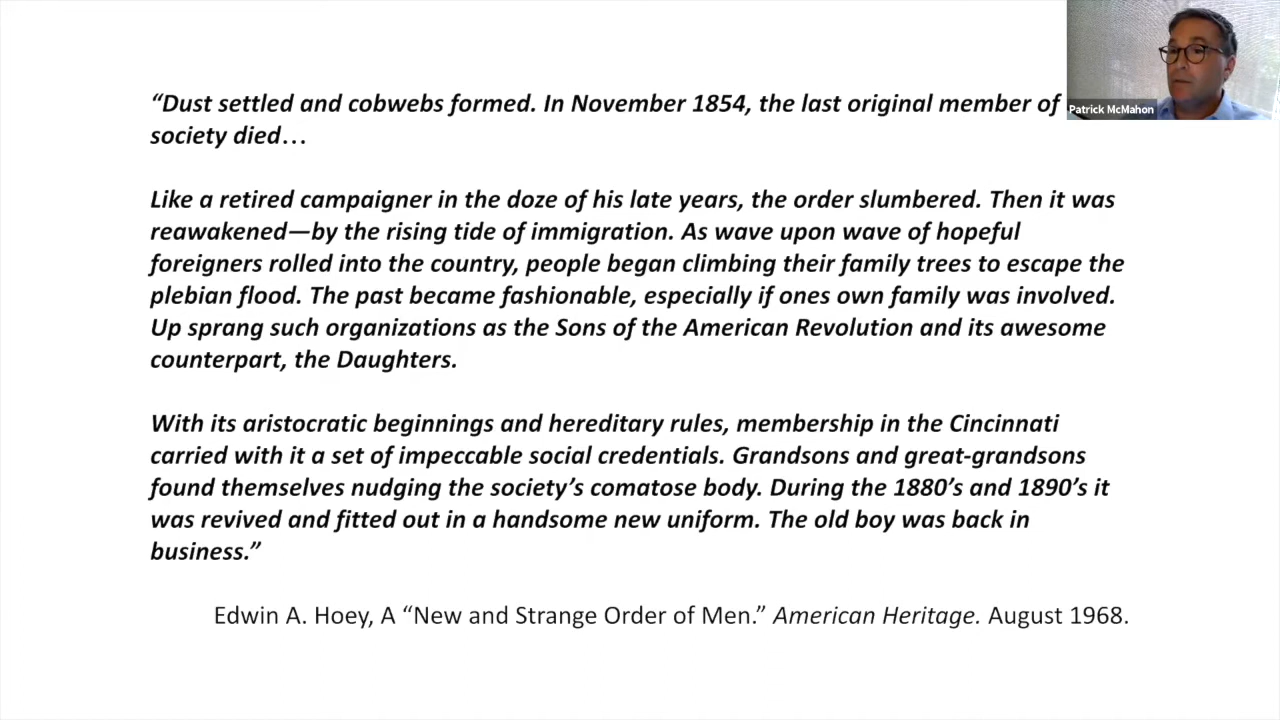 “Dust settled and cobwebs formed. In November 1854, the last original member of
society died…
Like a retired campaigner in the doze of his late years, the order slumbered. Then it was
reawakened—by the rising tide of immigration. As wave upon wave of hopeful
foreigners rolled into the country, people began climbing their family trees to escape the
plebian flood. The past became fashionable, especially if ones own family was involved.
Up sprang such organizations as the Sons of the American Revolution and its awesome
counterpart, the Daughters.
With its aristocratic beginnings and hereditary rules, membership in the Cincinnati
carried with it a set of impeccable social credentials. Grandsons and great-grandsons
found themselves nudging the society’s comatose body. During the 1880’s and 1890’s it
was revived and fitted out in a handsome new uniform. The old boy was back in
business.”
Edwin A. Hoey, A “New and Strange Order of Men.” American Heritage. August 1968.
Patrick McMahon